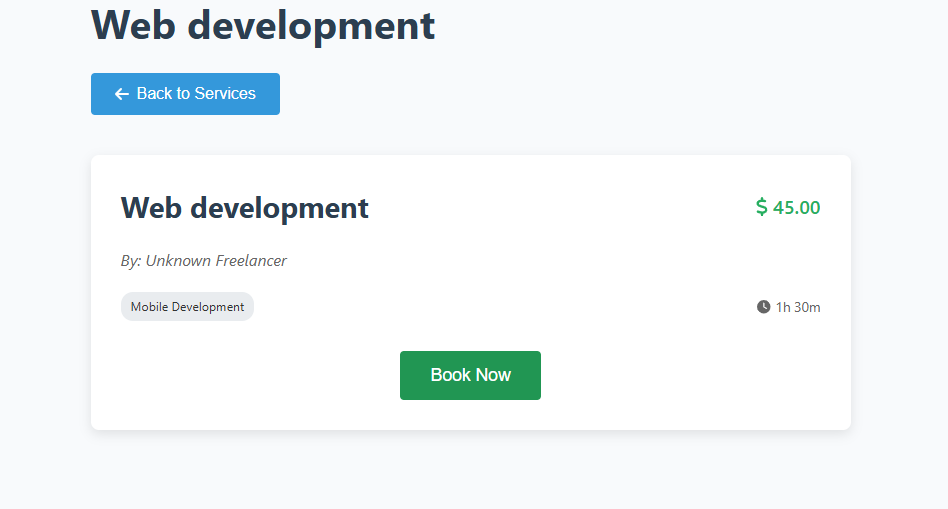 Web development
Back to Services
Web development
$ 45.00
By: Unknown Freelancer
Mobile Development
1h 30m
Book Now